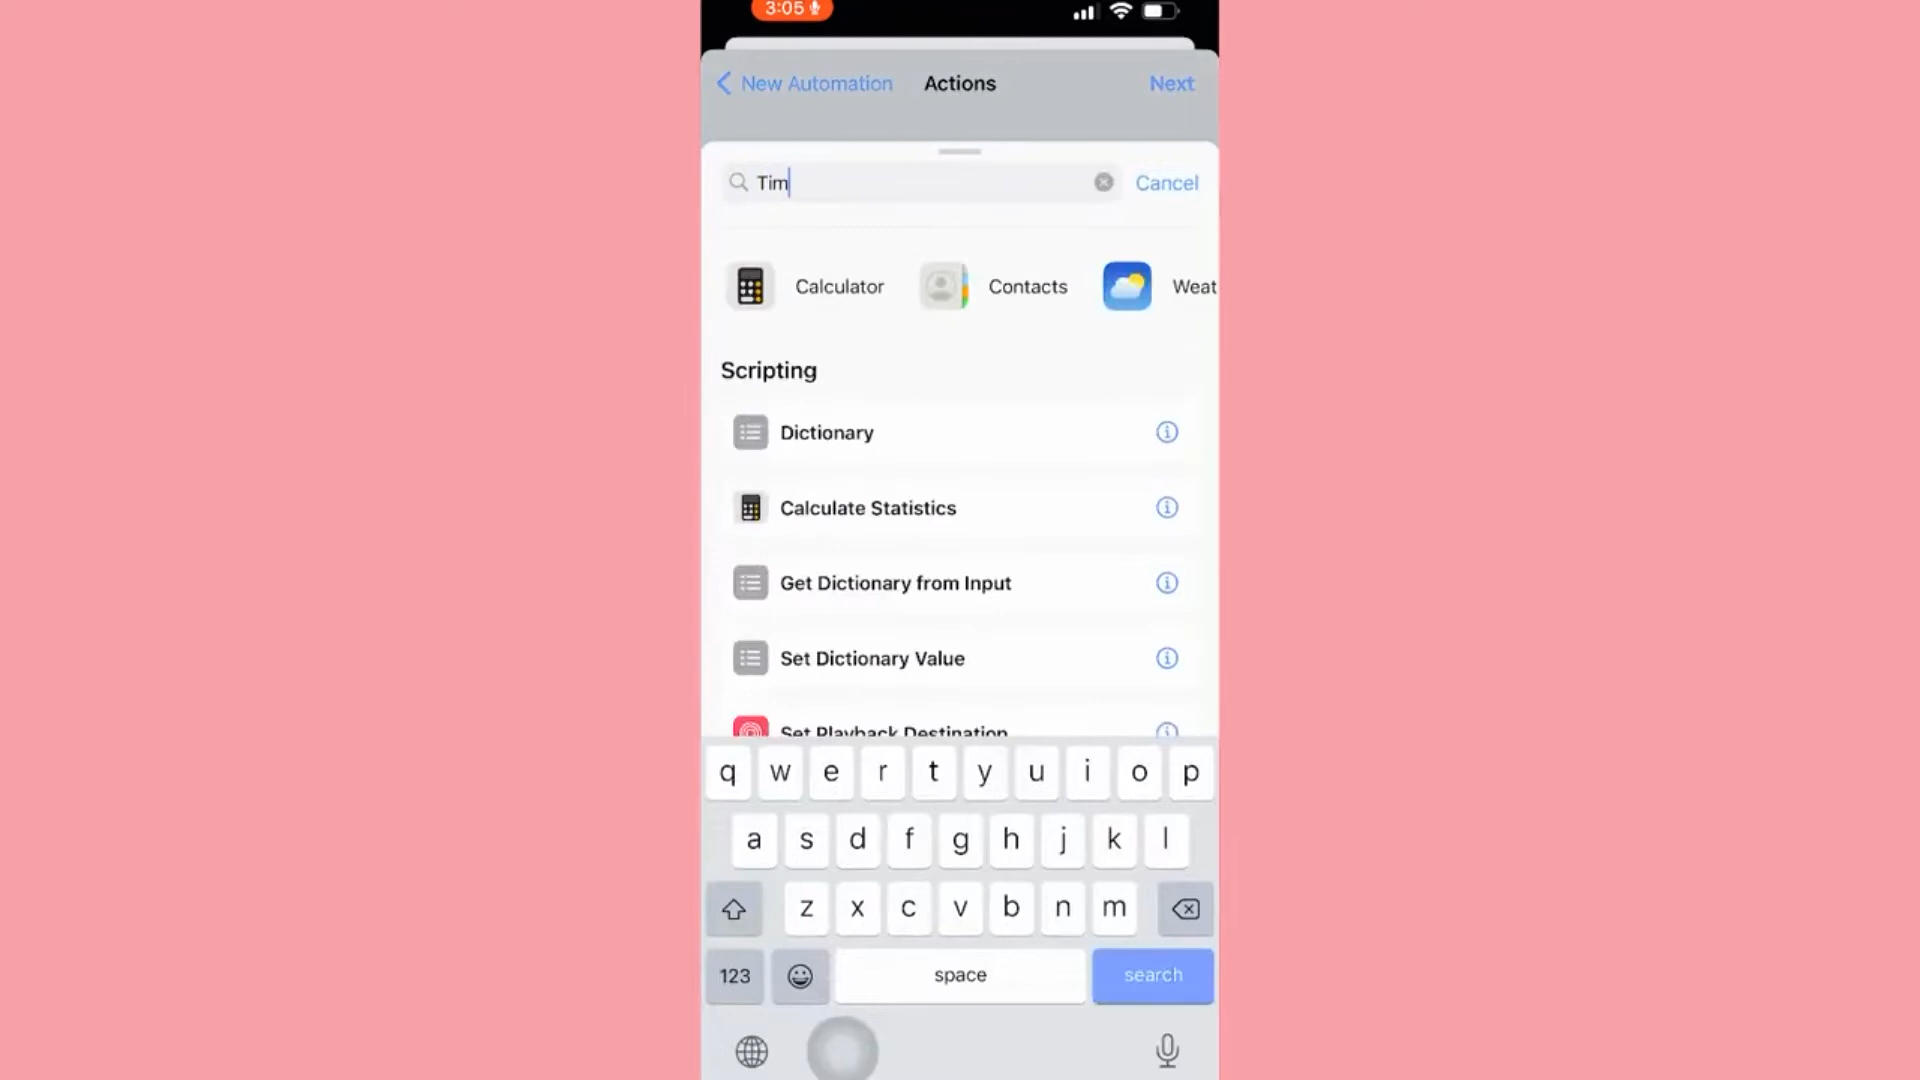 3:05
New Automation Actions Next
Tim Cancel
Calculator Contacts Weat
Scripting
Dictionary
Calculate Statistics
Get Dictionary from Input
Set Dictionary Value
Set Playback Destination
q w e r t y u i o p
a s d f g h j k l
z x c v b n m
123 space search